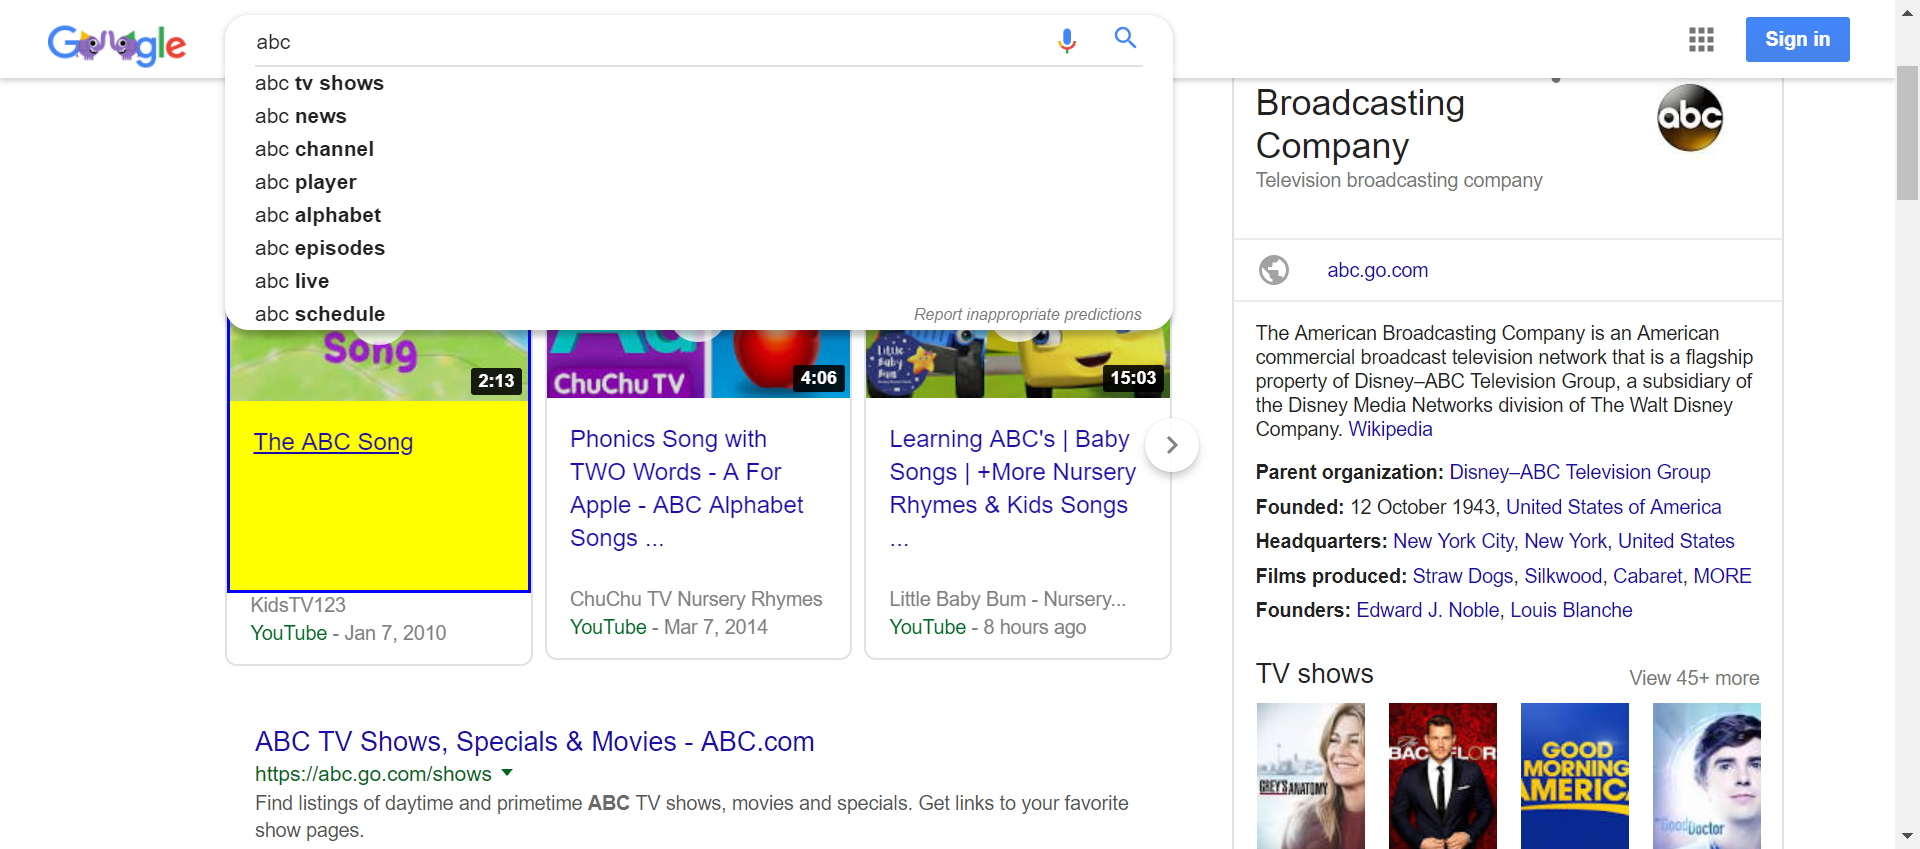 Google
abc
Sign in
abc tv shows
abc news
abc channel
abc player
abc alphabet
abc episodes
abc live
abc schedule
Report inappropriate predictions
Song
2:13
ChuChu TV
4:06
Little Baby Bum
15:03
The ABC Song
KidsTV123
YouTube - Jan 7, 2010
Phonics Song with
TWO Words - A For
Apple - ABC Alphabet
Songs ...
ChuChu TV Nursery Rhymes
YouTube - Mar 7, 2014
Learning ABC's | Baby
Songs | +More Nursery
Rhymes & Kids Songs
...
Little Baby Bum - Nursery...
YouTube - 8 hours ago
ABC TV Shows, Specials & Movies - ABC.com
https://abc.go.com/shows
Find listings of daytime and primetime ABC TV shows, movies and specials. Get links to your favorite
show pages.
Broadcasting
Company
abc
Television broadcasting company
abc.go.com
The American Broadcasting Company is an American
commercial broadcast television network that is a flagship
property of Disney–ABC Television Group, a subsidiary of
the Disney Media Networks division of The Walt Disney
Company. Wikipedia
Parent organization: Disney–ABC Television Group
Founded: 12 October 1943, United States of America
Headquarters: New York City, New York, United States
Films produced: Straw Dogs, Silkwood, Cabaret, MORE
Founders: Edward J. Noble, Louis Blanche
TV shows
View 45+ more
GREY'S ANATOMY
The BACHELOR
GOOD
MORNING
AMERICA
the Good Doctor